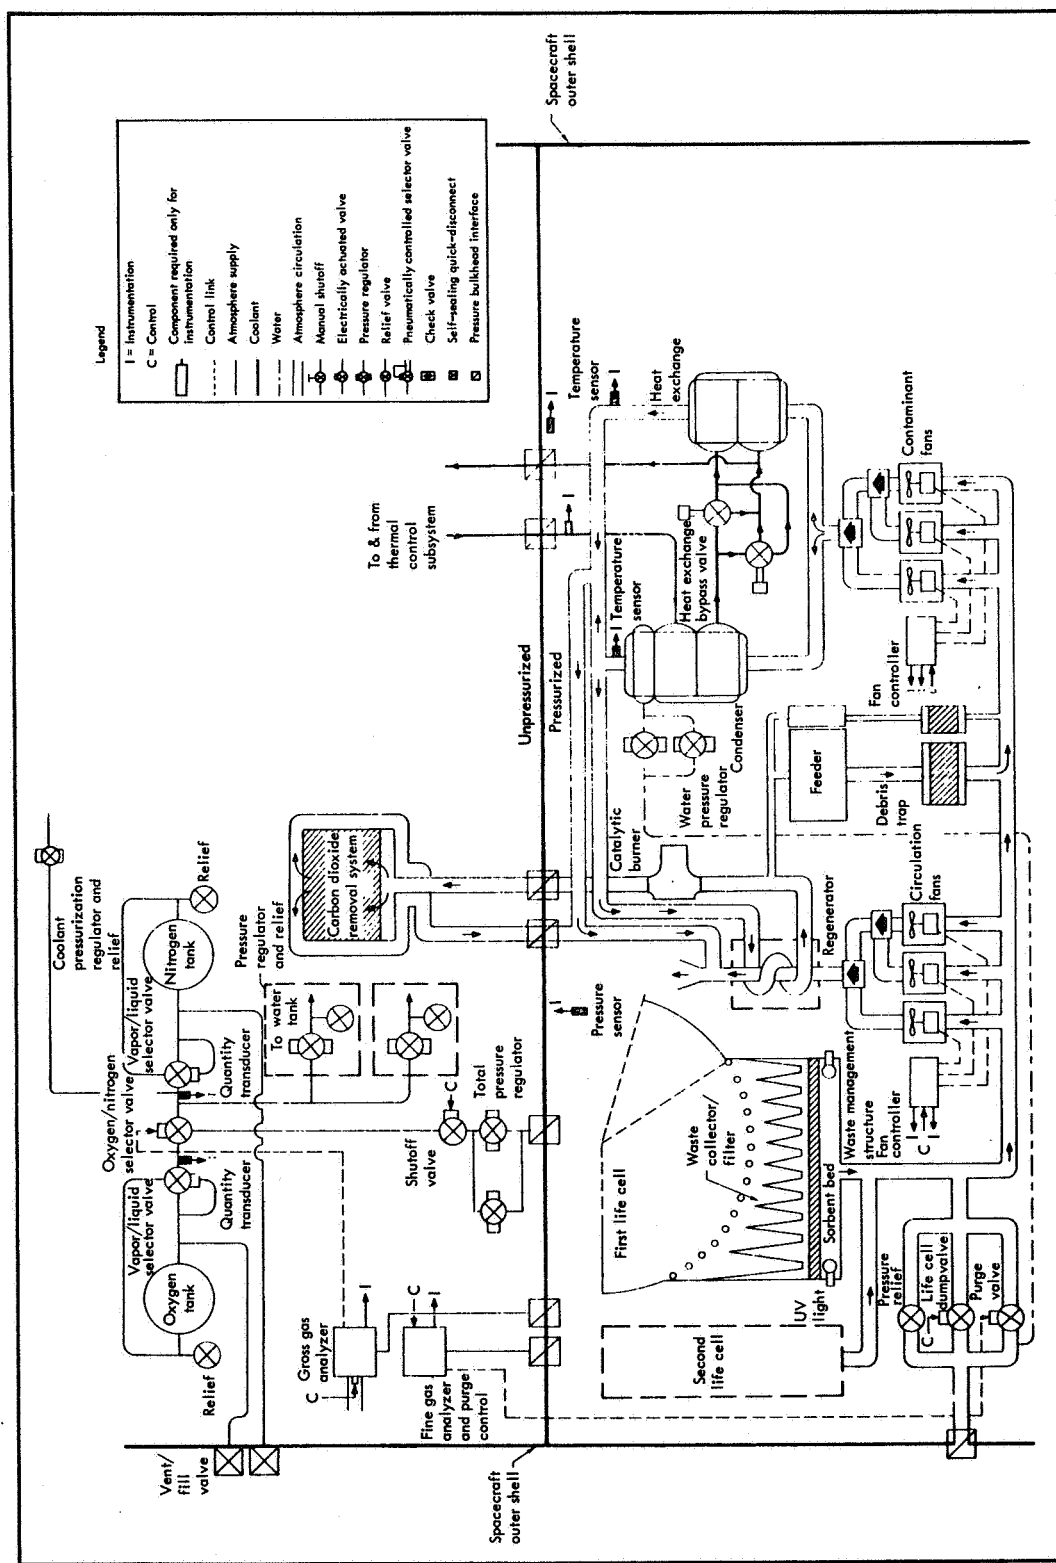 Legend
I = Instrumentation
C = Control
Component required only for
instrumentation
Control link
Atmosphere supply
Coolant
Water
Atmosphere circulation
Manual shutoff
Electrically actuated valve
Pressure regulator
Relief valve
Pneumatically controlled selector valve
Check valve
Self-sealing quick-disconnect
Pressure bulkhead interface
Vent/
fill
valve
Relief
Oxygen
tank
Vapor/liquid
selector valve
Quantity
transducer
Oxygen/nitrogen
selector valve
Vapor/liquid
selector valve
Quantity
transducer
Nitrogen
tank
Relief
Coolant
pressurization
regulator and
relief
Pressure
regulator
and relief
To water
tank
C
Shutoff
valve
Total
pressure
regulator
Gross gas
analyzer
C
I
C
I
Fine gas
analyzer
and purge
control
Carbon dioxide
removal system
To & from
thermal
control
subsystem
Spacecraft
outer shell
Spacecraft
outer shell
Unpressurized
Pressurized
I
Pressure
sensor
I
I
I
Temperature
sensor
I
Temperature
sensor
Heat
exchange
Heat exchange
bypass valve
Condenser
Water
pressure
regulator
Catalytic
burner
Regenerator
Second
life cell
First life cell
Waste
collector/
filter
UV
light
Sorbent bed
Waste management
structure
Fan
controller
I
C
I
Circulation
fans
Feeder
Debris
trap
Fan
controller
Contaminant
fans
Pressure
relief
Life cell
dumpvalve
C
Purge
valve